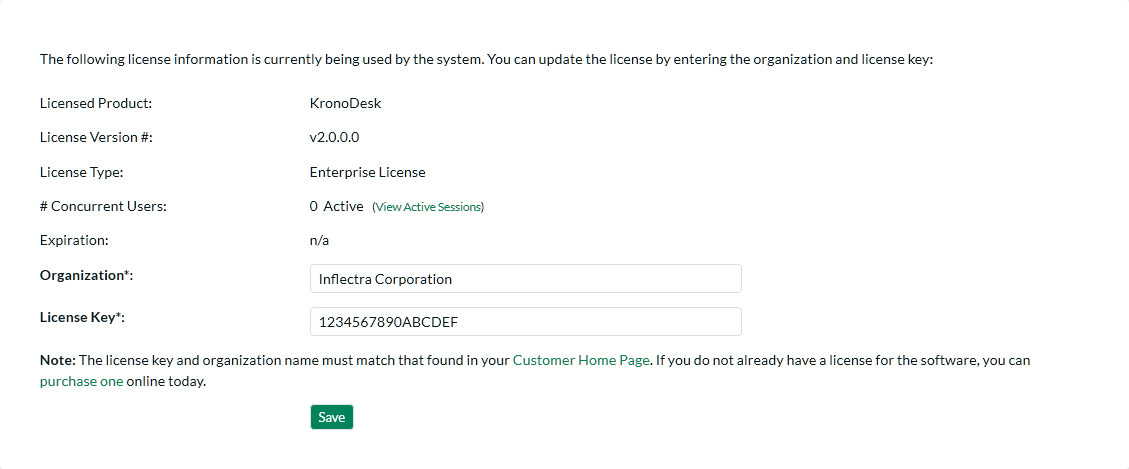 The following license information is currently being used by the system. You can update the license by entering the organization and license key:
Licensed Product: KronoDesk
License Version #: v2.0.0.0
License Type: Enterprise License
# Concurrent Users: 0 Active (View Active Sessions)
Expiration: n/a
Organization*: Inflectra Corporation
License Key*: 1234567890ABCDEF
Note: The license key and organization name must match that found in your Customer Home Page. If you do not already have a license for the software, you can
purchase one online today.
Save